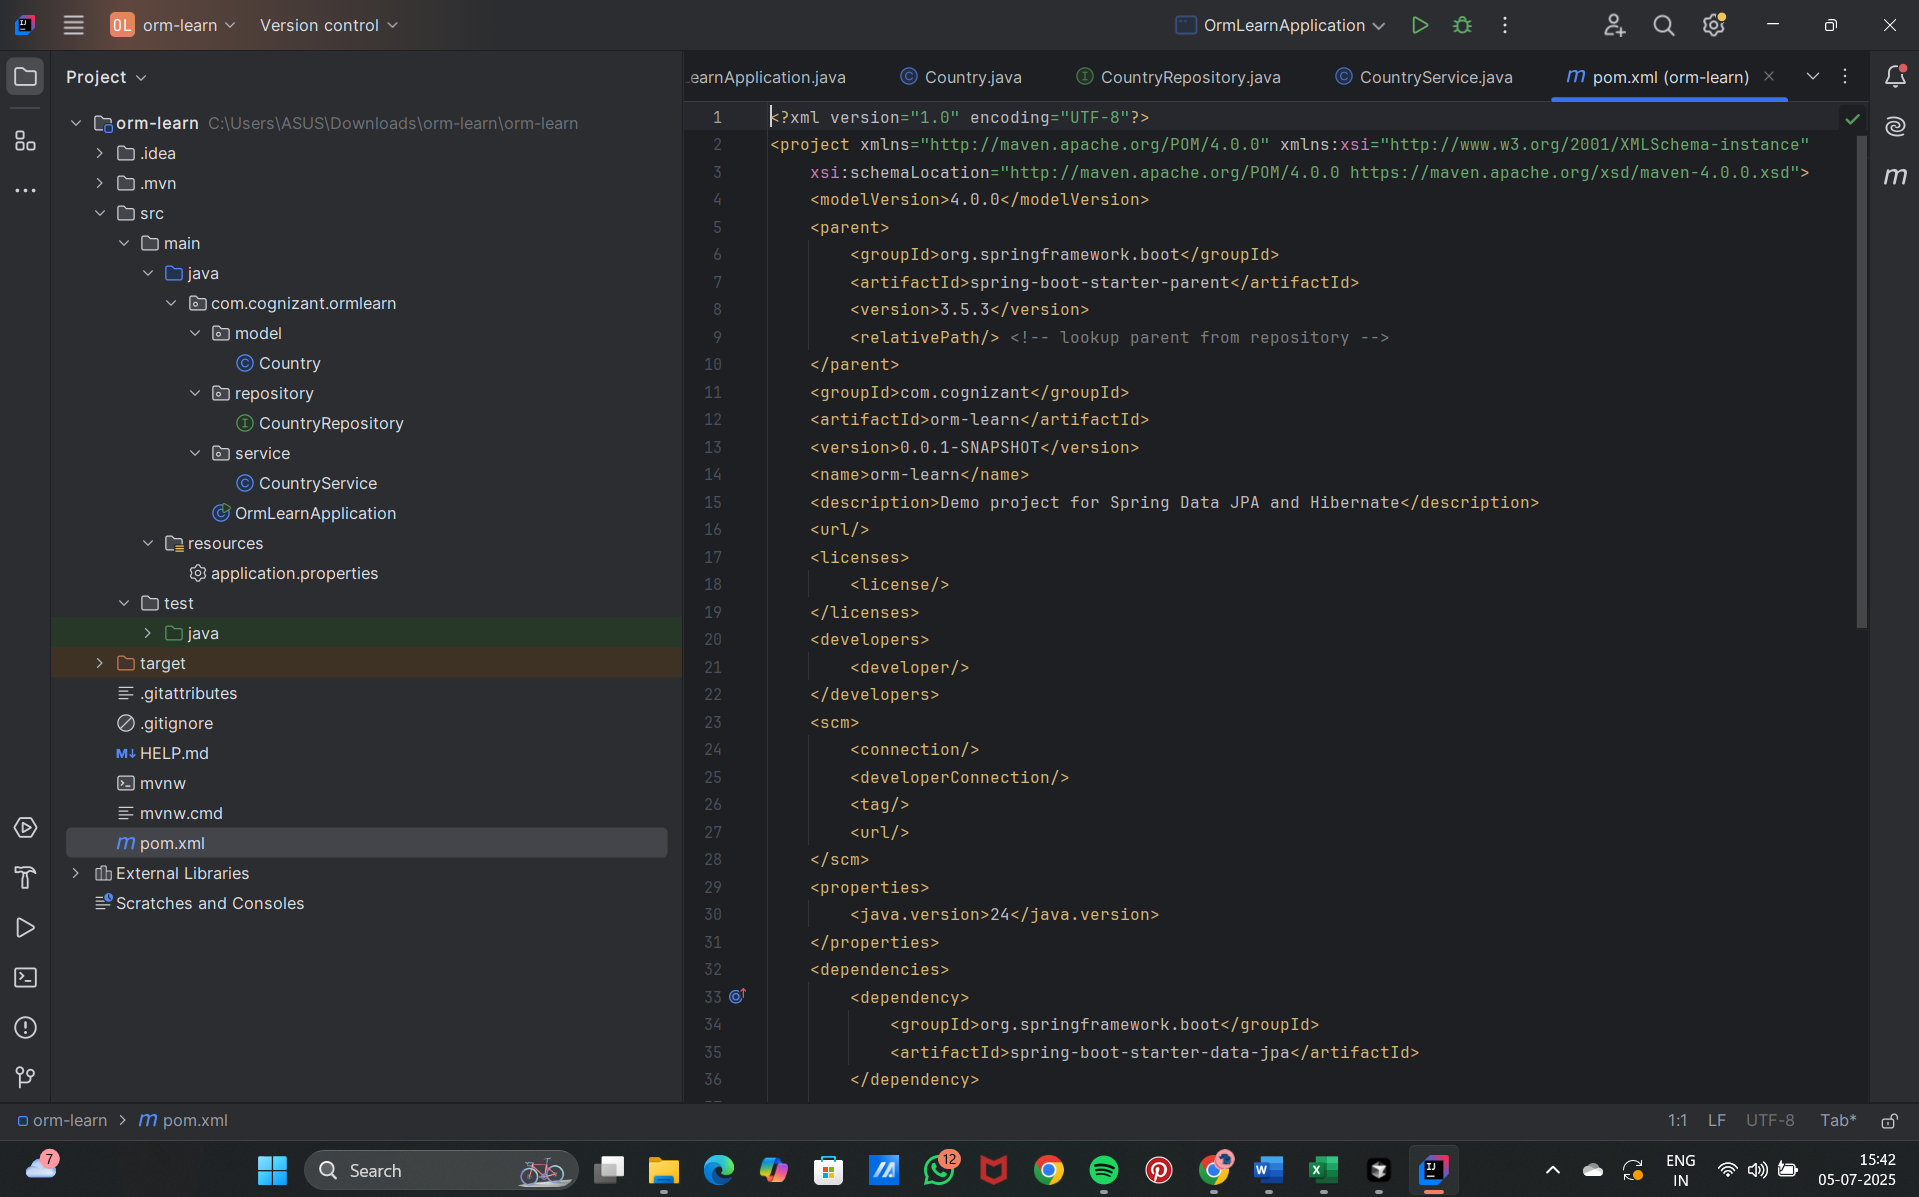 OL orm-learn Version control OrmLearnApplication
Project
earnApplication.java Country.java CountryRepository.java CountryService.java m pom.xml (orm-learn)
orm-learn C:\Users\ASUS\Downloads\orm-learn\orm-learn
.idea
.mvn
src
main
java
com.cognizant.ormlearn
model
Country
repository
CountryRepository
service
CountryService
OrmLearnApplication
resources
application.properties
test
java
target
.gitattributes
.gitignore
M↓ HELP.md
mvnw
mvnw.cmd
m pom.xml
External Libraries
Scratches and Consoles
1 <?xml version="1.0" encoding="UTF-8"?>
2 <project xmlns="http://maven.apache.org/POM/4.0.0" xmlns:xsi="http://www.w3.org/2001/XMLSchema-instance"
3 xsi:schemaLocation="http://maven.apache.org/POM/4.0.0 https://maven.apache.org/xsd/maven-4.0.0.xsd">
4 <modelVersion>4.0.0</modelVersion>
5 <parent>
6 <groupId>org.springframework.boot</groupId>
7 <artifactId>spring-boot-starter-parent</artifactId>
8 <version>3.5.3</version>
9 <relativePath/> <!-- lookup parent from repository -->
10 </parent>
11 <groupId>com.cognizant</groupId>
12 <artifactId>orm-learn</artifactId>
13 <version>0.0.1-SNAPSHOT</version>
14 <name>orm-learn</name>
15 <description>Demo project for Spring Data JPA and Hibernate</description>
16 <url/>
17 <licenses>
18 <license/>
19 </licenses>
20 <developers>
21 <developer/>
22 </developers>
23 <scm>
24 <connection/>
25 <developerConnection/>
26 <tag/>
27 <url/>
28 </scm>
29 <properties>
30 <java.version>24</java.version>
31 </properties>
32 <dependencies>
33 <dependency>
34 <groupId>org.springframework.boot</groupId>
35 <artifactId>spring-boot-starter-data-jpa</artifactId>
36 </dependency>
orm-learn > m pom.xml 1:1 LF UTF-8 Tab*
7 Search 12 ENG IN 15:42
05-07-2025